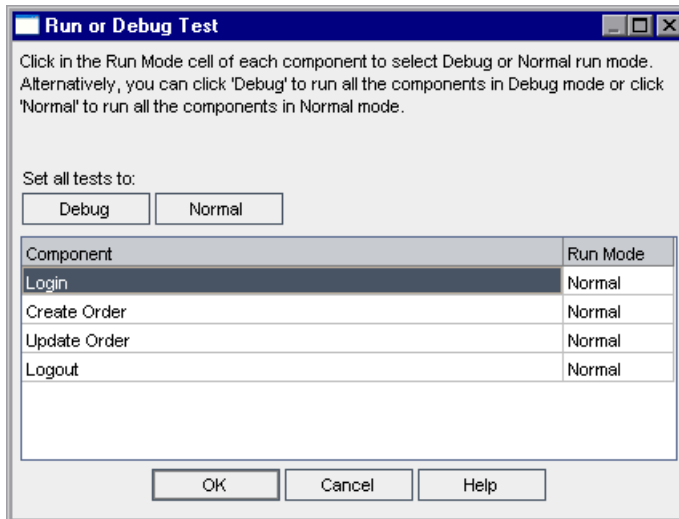 Run or Debug Test
Click in the Run Mode cell of each component to select Debug or Normal run mode.
Alternatively, you can click 'Debug' to run all the components in Debug mode or click
'Normal' to run all the components in Normal mode.
Set all tests to:
Debug Normal
Component Run Mode
Login Normal
Create Order Normal
Update Order Normal
Logout Normal
OK Cancel Help